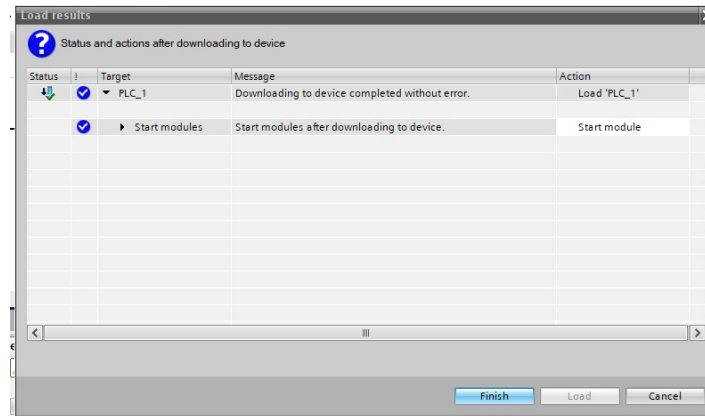 Load results
Status and actions after downloading to device
Status ! Target Message Action
PLC_1 Downloading to device completed without error. Load 'PLC_1'
Start modules Start modules after downloading to device. Start module
Finish Load Cancel